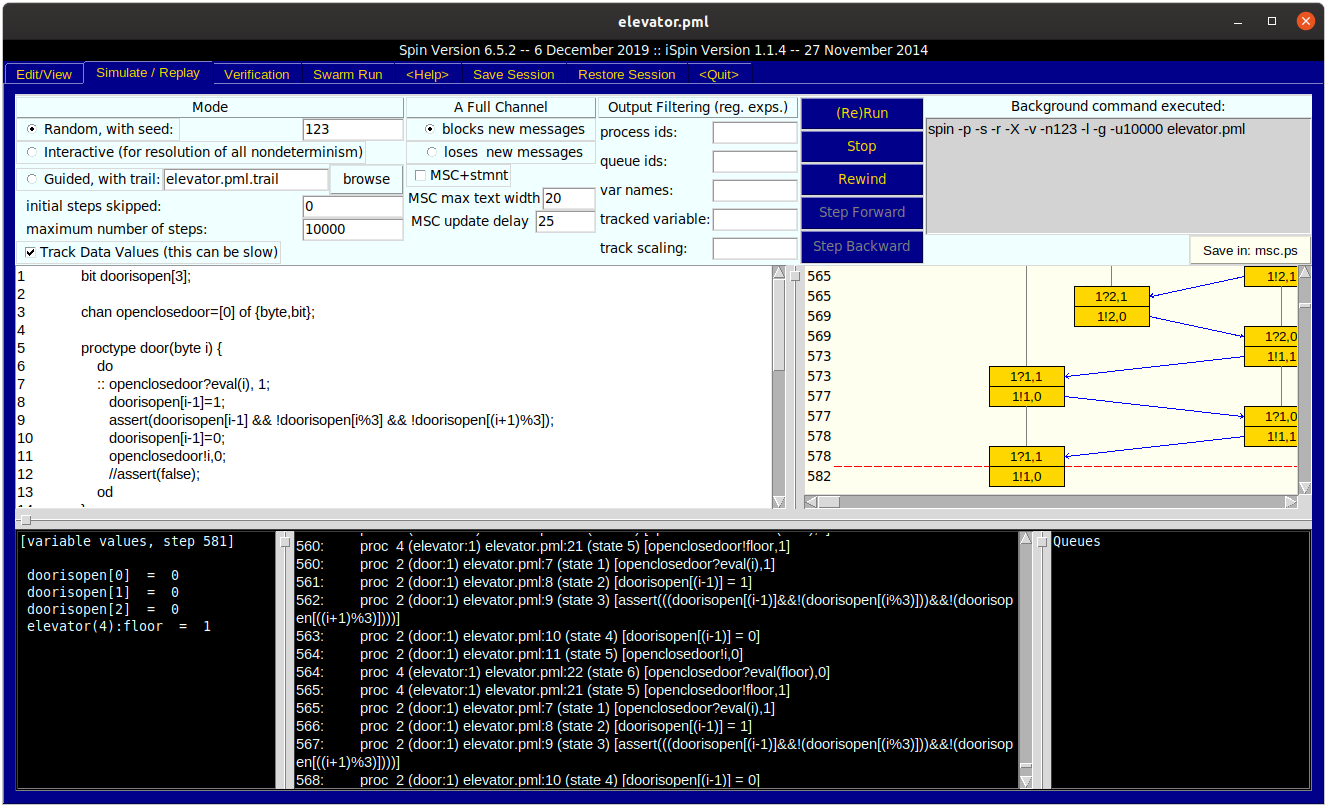 elevator.pml
Spin Version 6.5.2 -- 6 December 2019 :: iSpin Version 1.1.4 -- 27 November 2014
Edit/View Simulate / Replay Verification Swarm Run <Help> Save Session Restore Session <Quit>
Mode
Random, with seed: 123
Interactive (for resolution of all nondeterminism)
Guided, with trail: elevator.pml.trail browse
initial steps skipped: 0
maximum number of steps: 10000
Track Data Values (this can be slow)
A Full Channel
blocks new messages
loses new messages
MSC+stmnt
MSC max text width 20
MSC update delay 25
Output Filtering (reg. exps.)
process ids:
queue ids:
var names:
tracked variable:
track scaling:
(Re)Run
Stop
Rewind
Step Forward
Step Backward
Background command executed:
spin -p -s -r -X -v -n123 -l -g -u10000 elevator.pml
Save in: msc.ps
1 bit doorisopen[3];
2
3 chan openclosedoor=[0] of {byte,bit};
4
5 proctype door(byte i) {
6 do
7 :: openclosedoor?eval(i), 1;
8 doorisopen[i-1]=1;
9 assert(doorisopen[i-1] && !doorisopen[i%3] && !doorisopen[(i+1)%3]);
10 doorisopen[i-1]=0;
11 openclosedoor!i,0;
12 //assert(false);
13 od
565 1!2,1
565 1?2,1
569 1!2,0
569 1?2,0
573 1!1,1
573 1?1,1
577 1!1,0
577 1?1,0
578 1!1,1
578 1?1,1
582 1!1,0
[variable values, step 581]
doorisopen[0] = 0
doorisopen[1] = 0
doorisopen[2] = 0
elevator(4):floor = 1
560: proc 4 (elevator:1) elevator.pml:21 (state 5) [openclosedoor!floor,1]
560: proc 2 (door:1) elevator.pml:7 (state 1) [openclosedoor?eval(i),1]
561: proc 2 (door:1) elevator.pml:8 (state 2) [doorisopen[(i-1)] = 1]
562: proc 2 (door:1) elevator.pml:9 (state 3) [assert(((doorisopen[(i-1)]&&!(doorisopen[(i%3)]))&&!(doorisop
en[((i+1)%3)])))]
563: proc 2 (door:1) elevator.pml:10 (state 4) [doorisopen[(i-1)] = 0]
564: proc 2 (door:1) elevator.pml:11 (state 5) [openclosedoor!i,0]
564: proc 4 (elevator:1) elevator.pml:22 (state 6) [openclosedoor?eval(floor),0]
565: proc 4 (elevator:1) elevator.pml:21 (state 5) [openclosedoor!floor,1]
565: proc 2 (door:1) elevator.pml:7 (state 1) [openclosedoor?eval(i),1]
566: proc 2 (door:1) elevator.pml:8 (state 2) [doorisopen[(i-1)] = 1]
567: proc 2 (door:1) elevator.pml:9 (state 3) [assert(((doorisopen[(i-1)]&&!(doorisopen[(i%3)]))&&!(doorisop
en[((i+1)%3)])))]
568: proc 2 (door:1) elevator.pml:10 (state 4) [doorisopen[(i-1)] = 0]
Queues